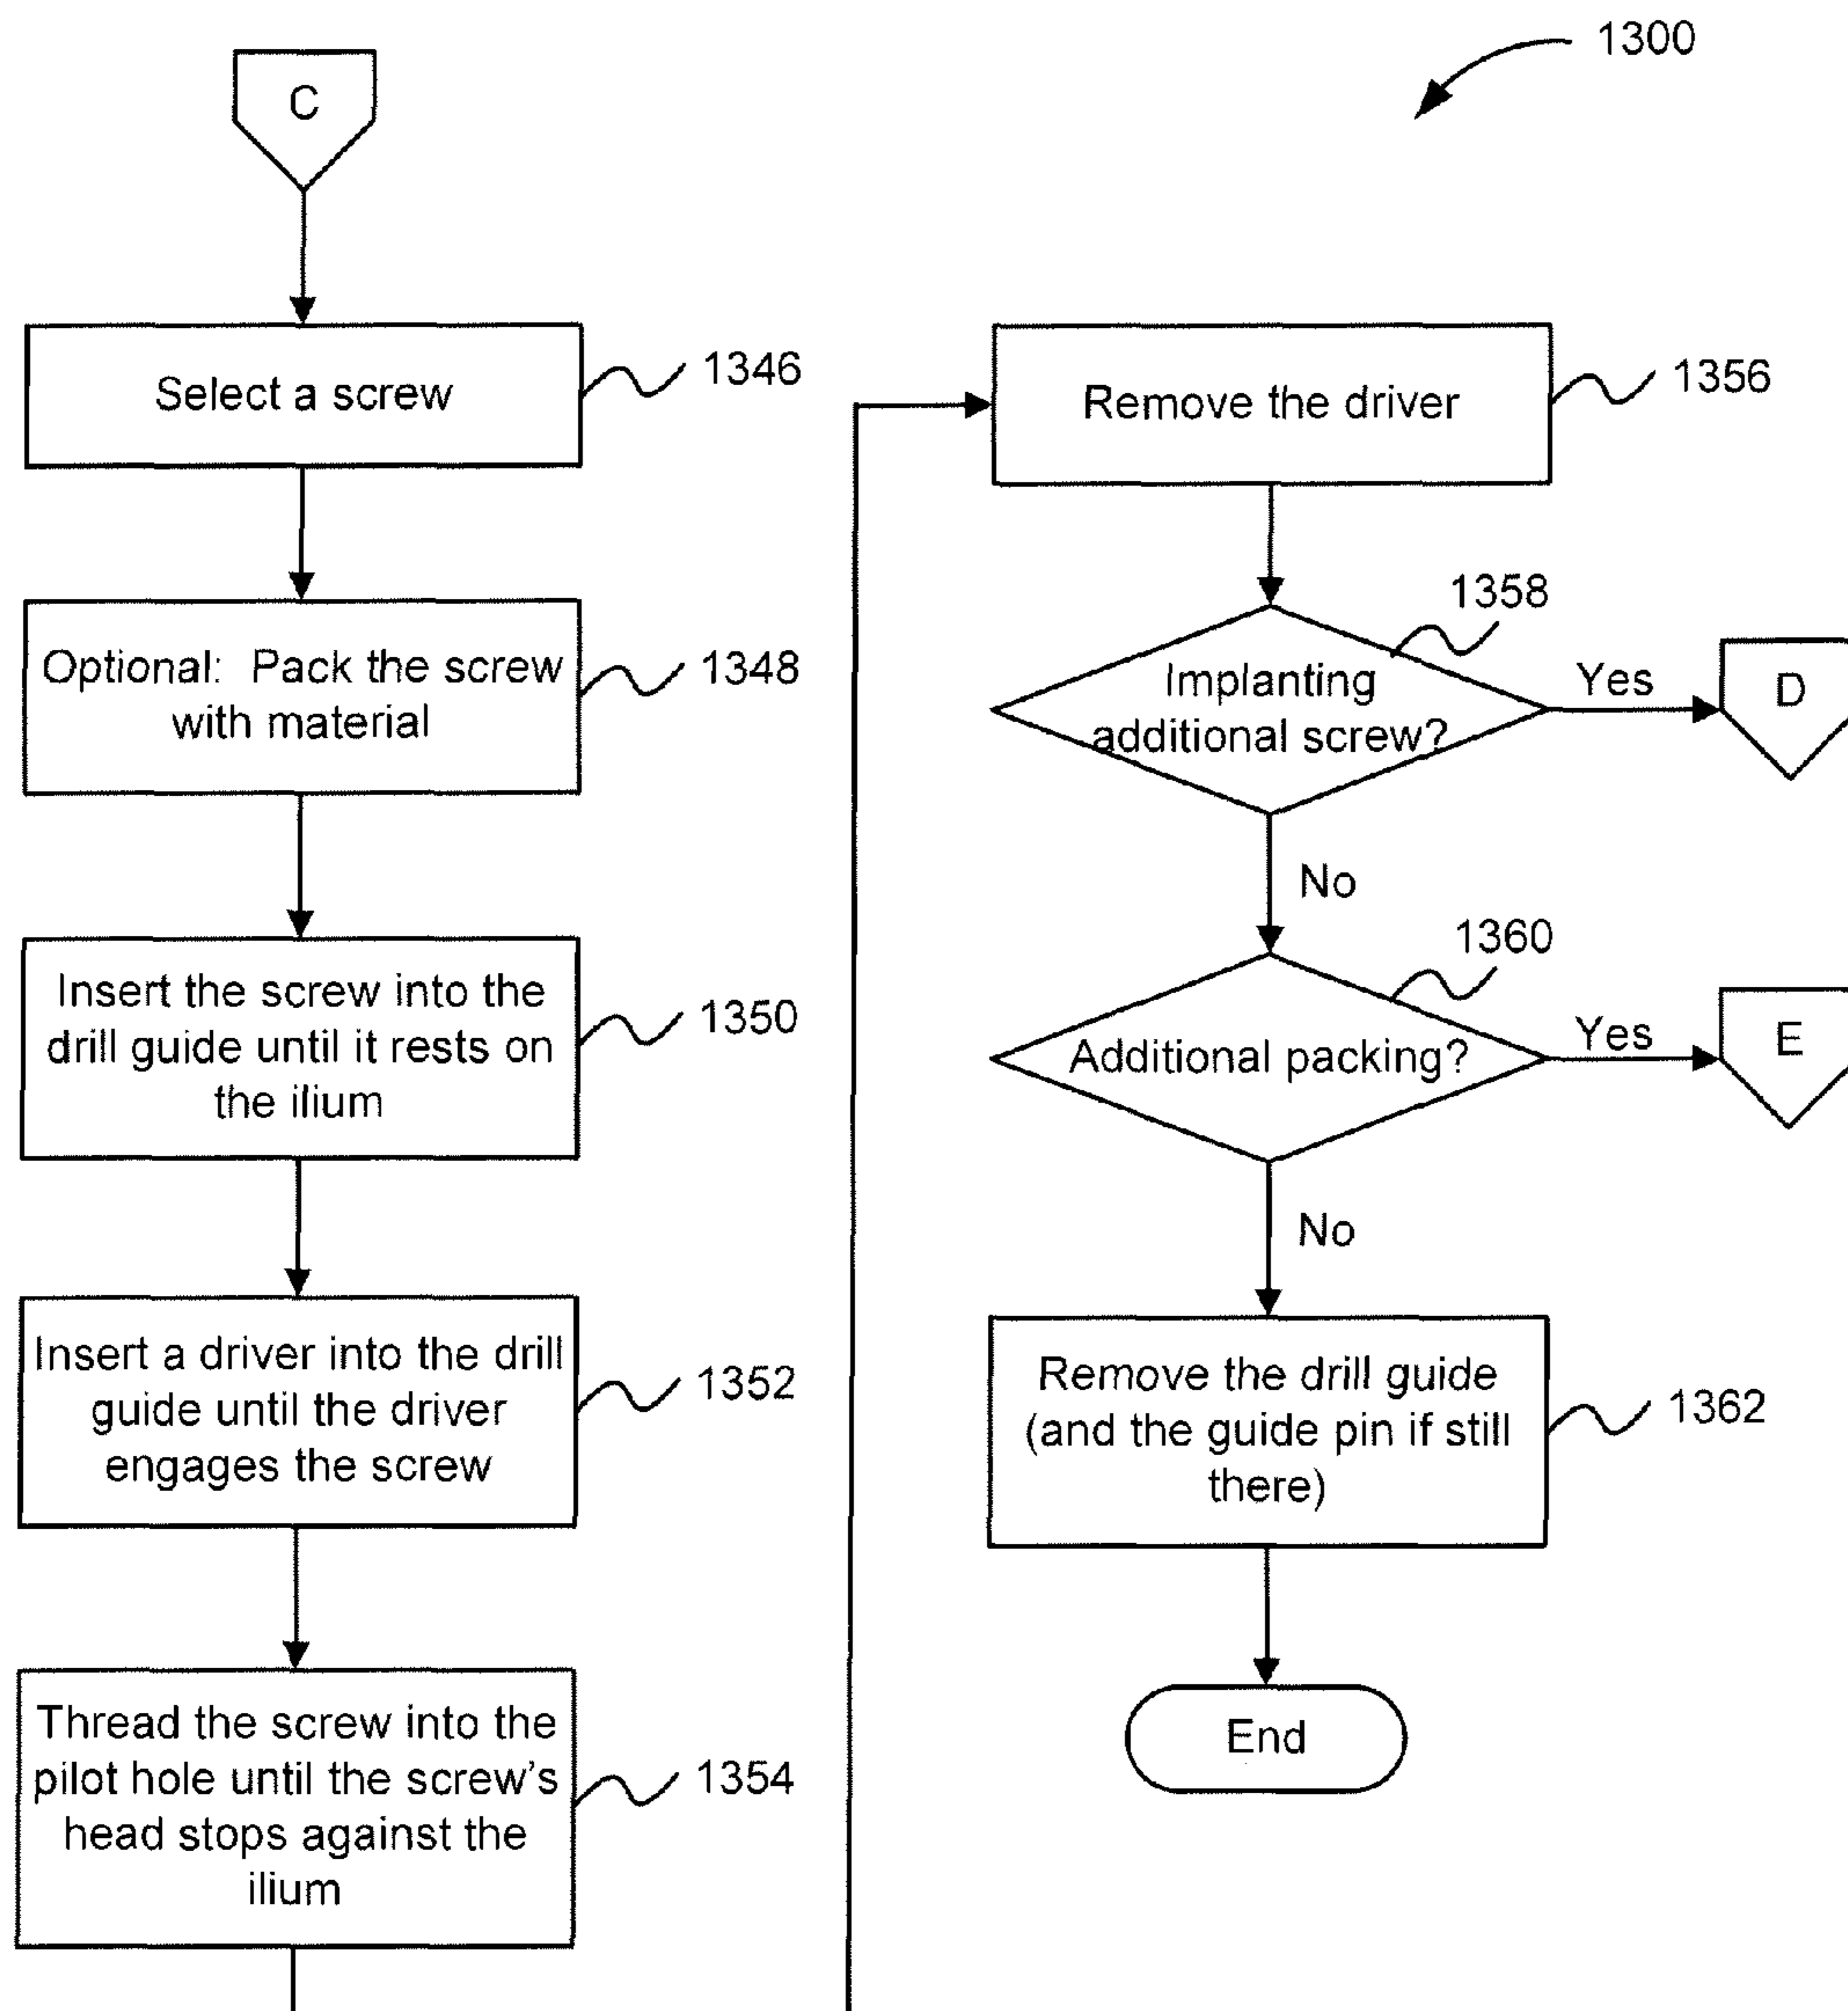 1300
C
Select a screw
1346
Optional: Pack the screw
with material
1348
Insert the screw into the
drill guide until it rests on
the ilium
1350
Insert a driver into the drill
guide until the driver
engages the screw
1352
Thread the screw into the
pilot hole until the screw's
head stops against the
ilium
1354
Remove the driver
1356
1358
Implanting
additional screw?
Yes
D
No
1360
Additional packing?
Yes
E
No
Remove the drill guide
(and the guide pin if still
there)
1362
End